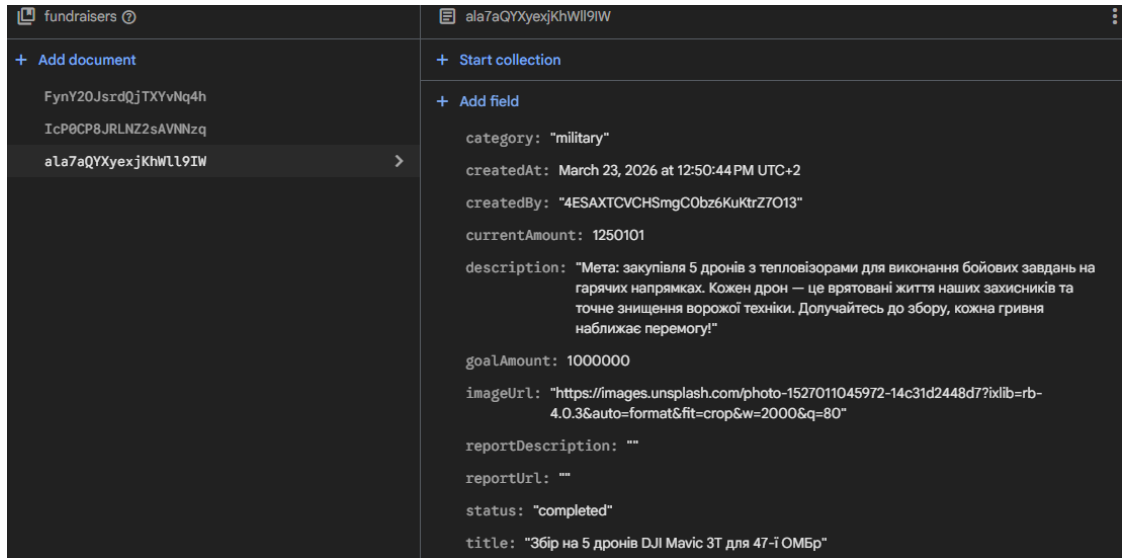 fundraisers
ala7aQYXyexjKhWll9IW
+ Add document
+ Start collection
FynY2OJsrdQjTXYvNq4h
IcP0CP8JRLNZ2sAVNNzq
ala7aQYXyexjKhWll9IW
+ Add field
category: "military"
createdAt: March 23, 2026 at 12:50:44 PM UTC+2
createdBy: "4ESAXTCVCHSmgC0bz6KuKtrZ7O13"
currentAmount: 1250101
description: "Мета: закупівля 5 дронів з тепловізорами для виконання бойових завдань на
гарячих напрямках. Кожен дрон — це врятовані життя наших захисників та
точне знищення ворожої техніки. Долучайтесь до збору, кожна гривня
наближає перемогу!"
goalAmount: 1000000
imageUrl: "https://images.unsplash.com/photo-1527011045972-14c31d2448d7?ixlib=rb-
4.0.3&auto=format&fit=crop&w=2000&q=80"
reportDescription: ""
reportUrl: ""
status: "completed"
title: "Збір на 5 дронів DJI Mavic 3T для 47-ї ОМБр"